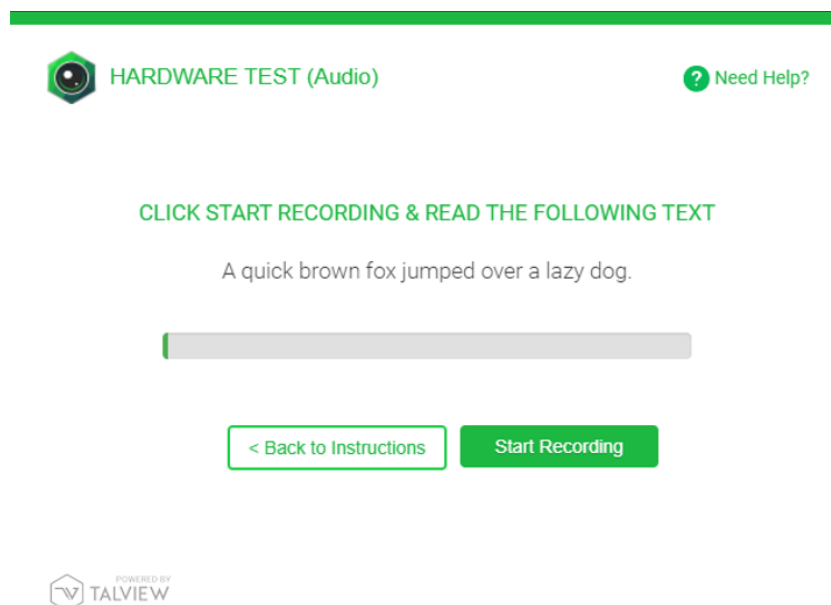 HARDWARE TEST (Audio)
? Need Help?
CLICK START RECORDING & READ THE FOLLOWING TEXT
A quick brown fox jumped over a lazy dog.
< Back to Instructions
Start Recording
POWERED BY
TALVIEW